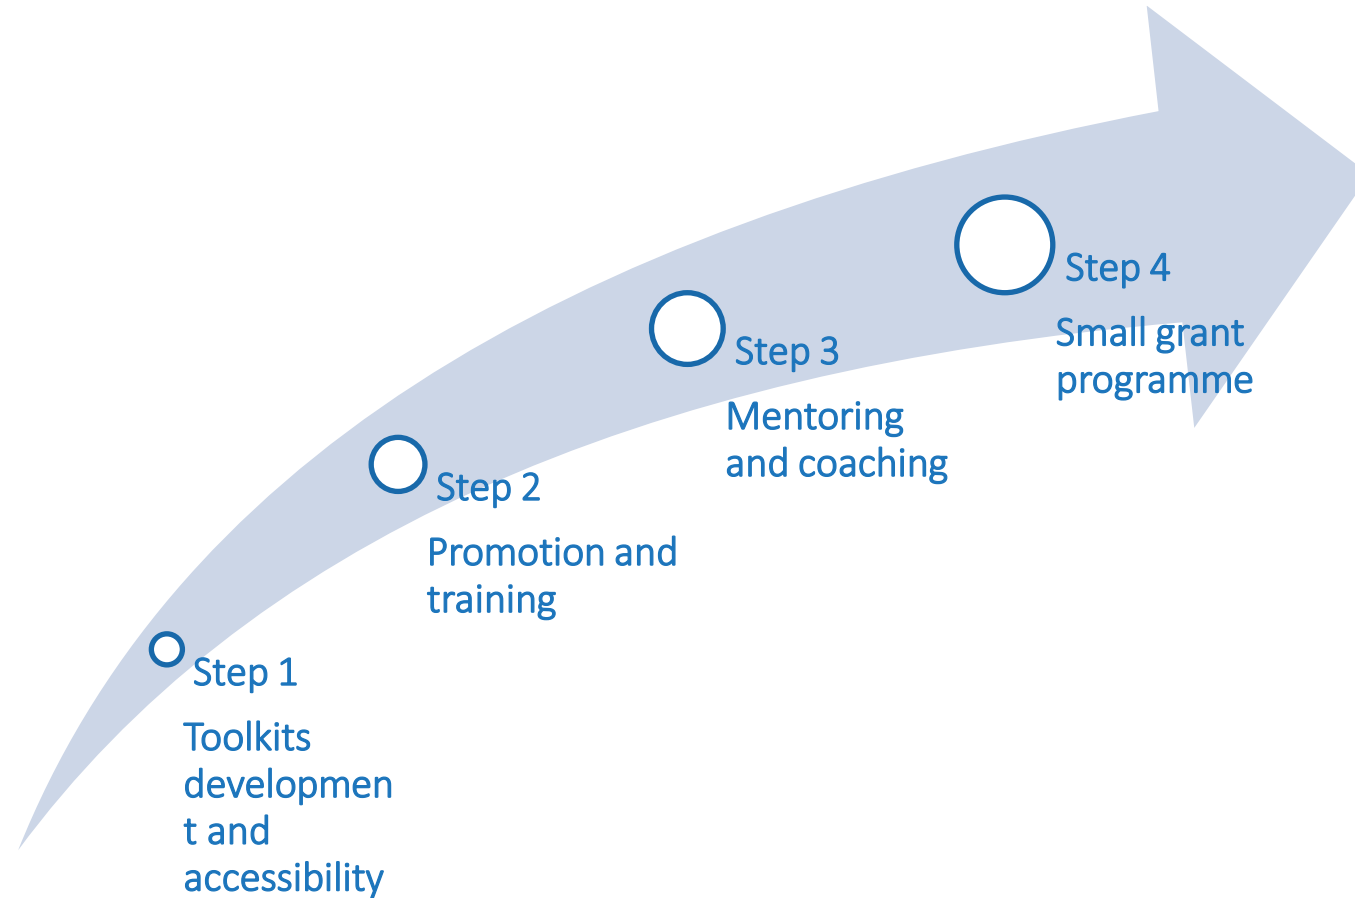 Step 1
Toolkits
developmen
t and
accessibility
Step 2
Promotion and
training
Step 3
Mentoring
and coaching
Step 4
Small grant
programme